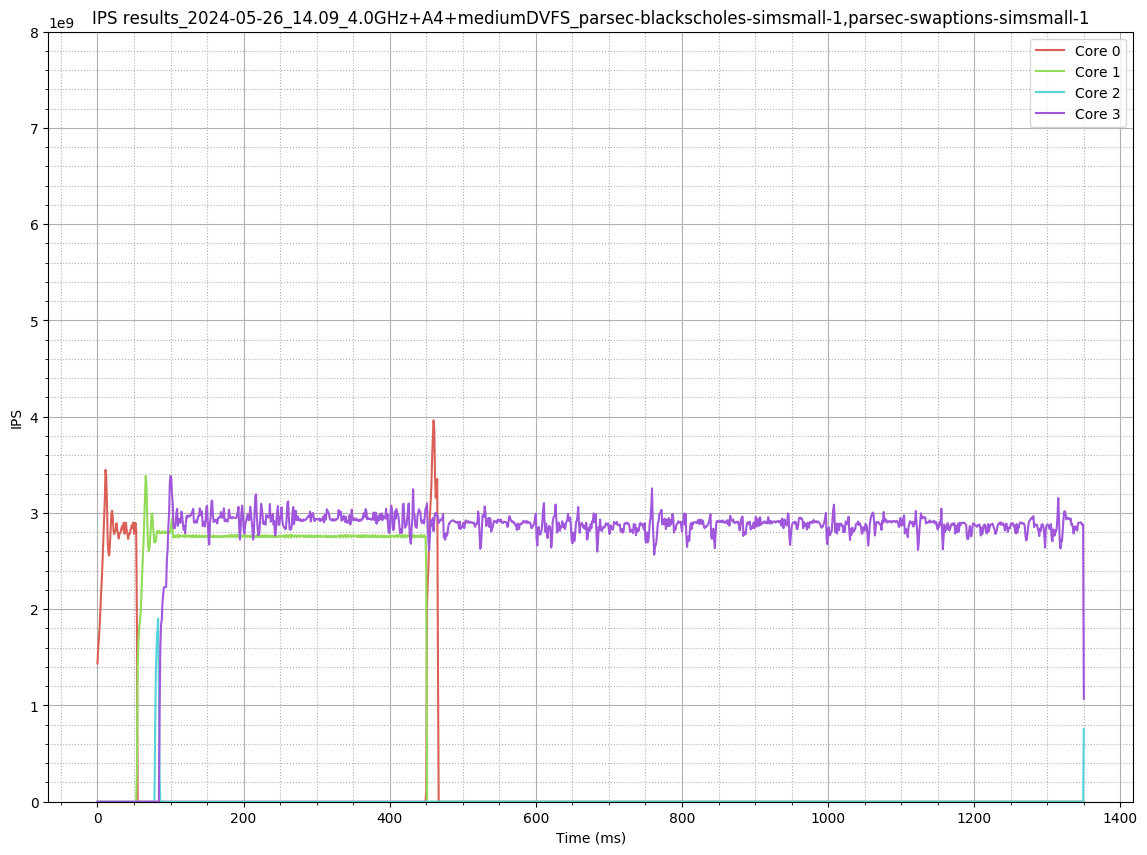 IPS results_2024-05-26_14.09_4.0GHz+A4+mediumDVFS_parsec-blackscholes-simsmall-1,parsec-swaptions-simsmall-1
1e9
8
7
6
5
4
3
2
1
0
IPS
Core 0
Core 1
Core 2
Core 3
0 200 400 600 800 1000 1200 1400
Time (ms)